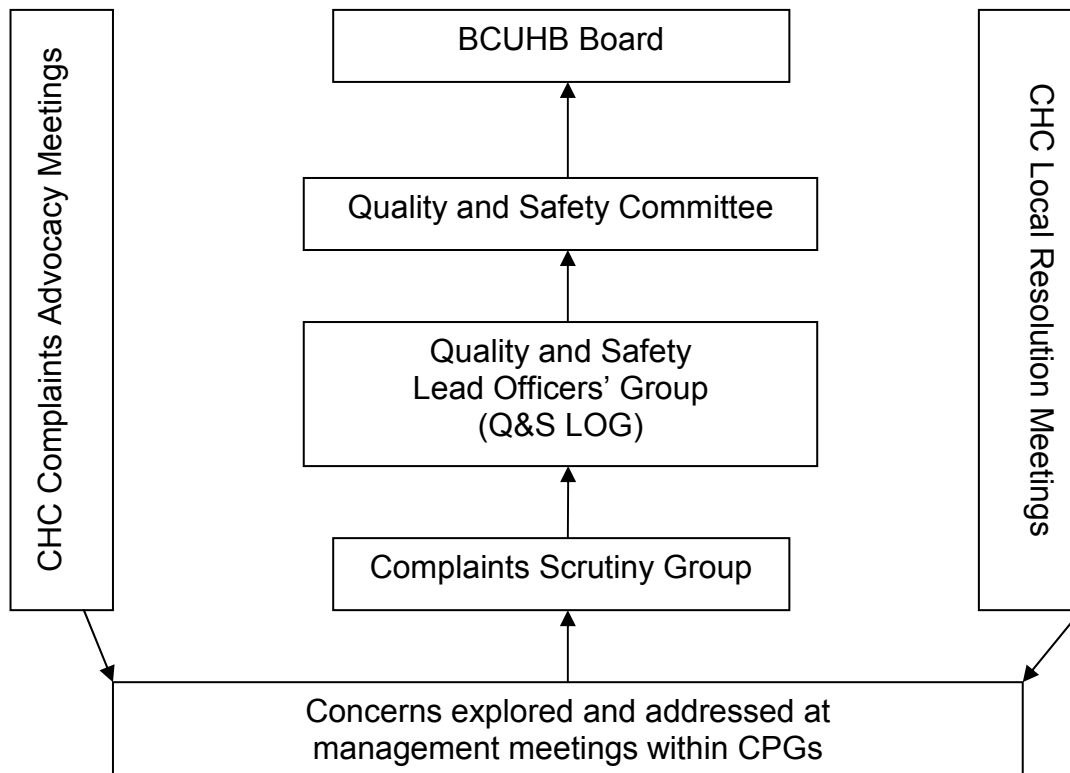 CHC Complaints Advocacy Meetings
BCUHB Board
Quality and Safety Committee
Quality and Safety
Lead Officers’ Group
(Q&S LOG)
Complaints Scrutiny Group
CHC Local Resolution Meetings
Concerns explored and addressed at
management meetings within CPGs